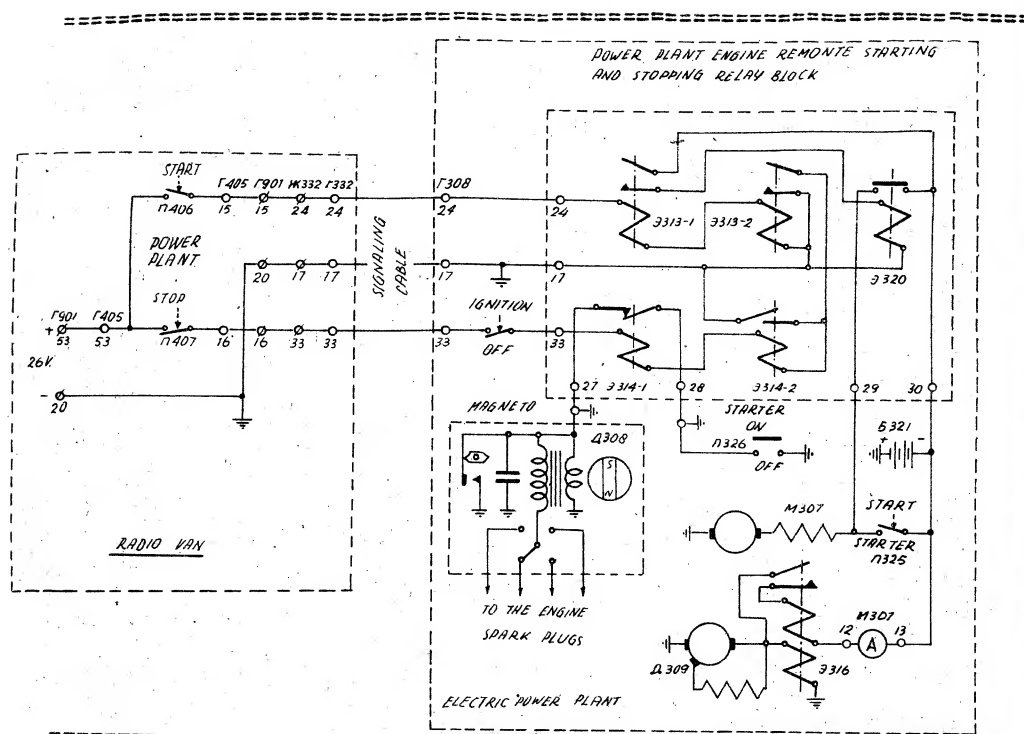 POWER PLANT ENGINE REMONTE STARTING
AND STOPPING RELAY BLOCK
START
Г405 Г901 Ж332 Г332
П406
15 15 24 24
Г308
24
24
Э313-1
Э313-2
Э320
POWER
PLANT
20 17 17
SIGNALING
CABLE
17
17
STOP
IGNITION
OFF
Г901 Г405
+
53 53
П407
16 16 33 33
33
33
26V.
-
20
27
Э314-1
28
Э314-2
29
30
MAGNETO
Д308
STARTER
ON
П326
OFF
Б321
+ -
S
N
М307
START
STARTER
П325
RADIO VAN
TO THE ENGINE
SPARK PLUGS
И307
12 13
A
Д309
Э316
ELECTRIC POWER PLANT